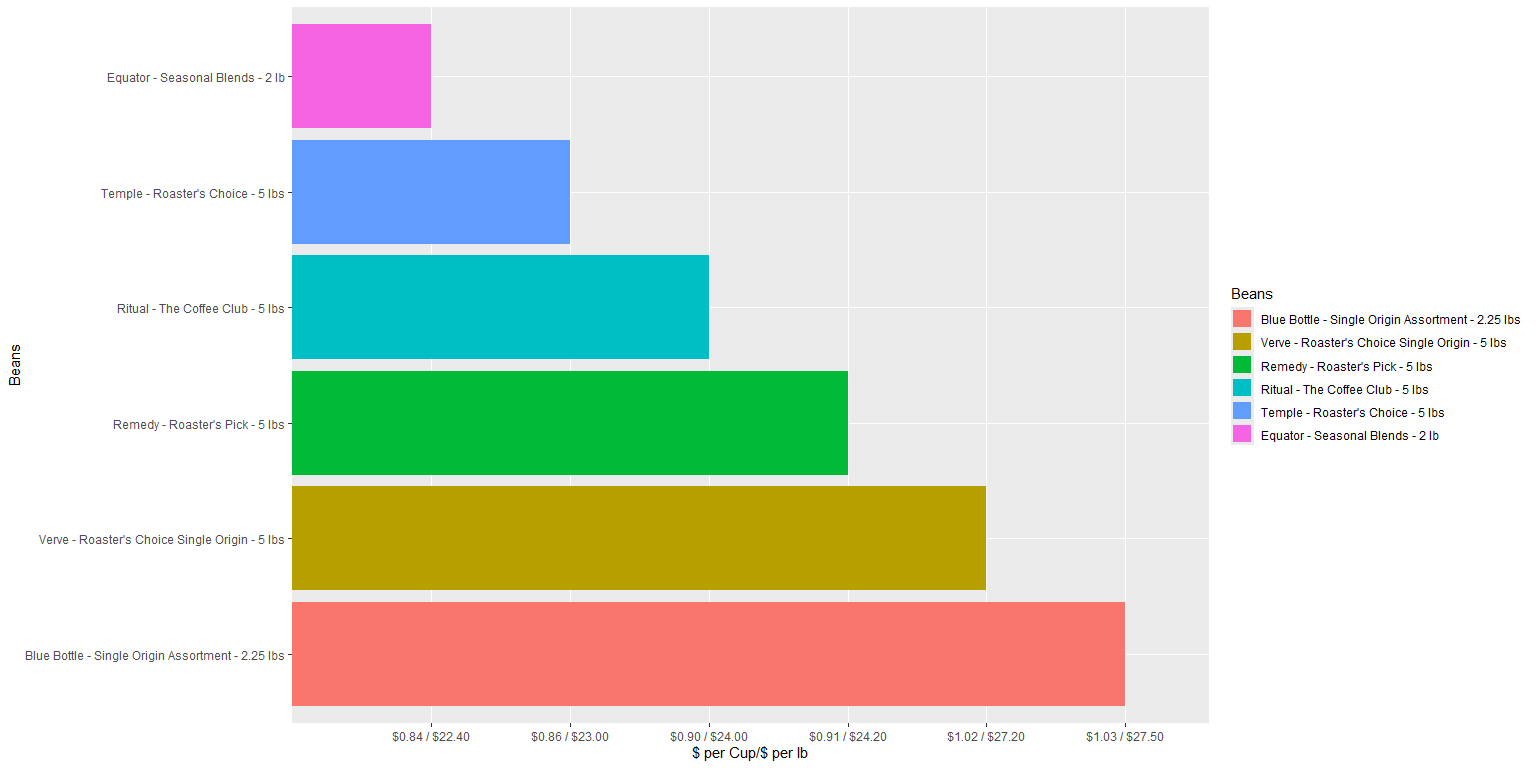 Equator - Seasonal Blends - 2 lb
Temple - Roaster's Choice - 5 lbs
Ritual - The Coffee Club - 5 lbs
Remedy - Roaster's Pick - 5 lbs
Verve - Roaster's Choice Single Origin - 5 lbs
Blue Bottle - Single Origin Assortment - 2.25 lbs
Beans
$0.84 / $22.40 $0.86 / $23.00 $0.90 / $24.00 $0.91 / $24.20 $1.02 / $27.20 $1.03 / $27.50
$ per Cup/$ per lb
Beans
Blue Bottle - Single Origin Assortment - 2.25 lbs
Verve - Roaster's Choice Single Origin - 5 lbs
Remedy - Roaster's Pick - 5 lbs
Ritual - The Coffee Club - 5 lbs
Temple - Roaster's Choice - 5 lbs
Equator - Seasonal Blends - 2 lb